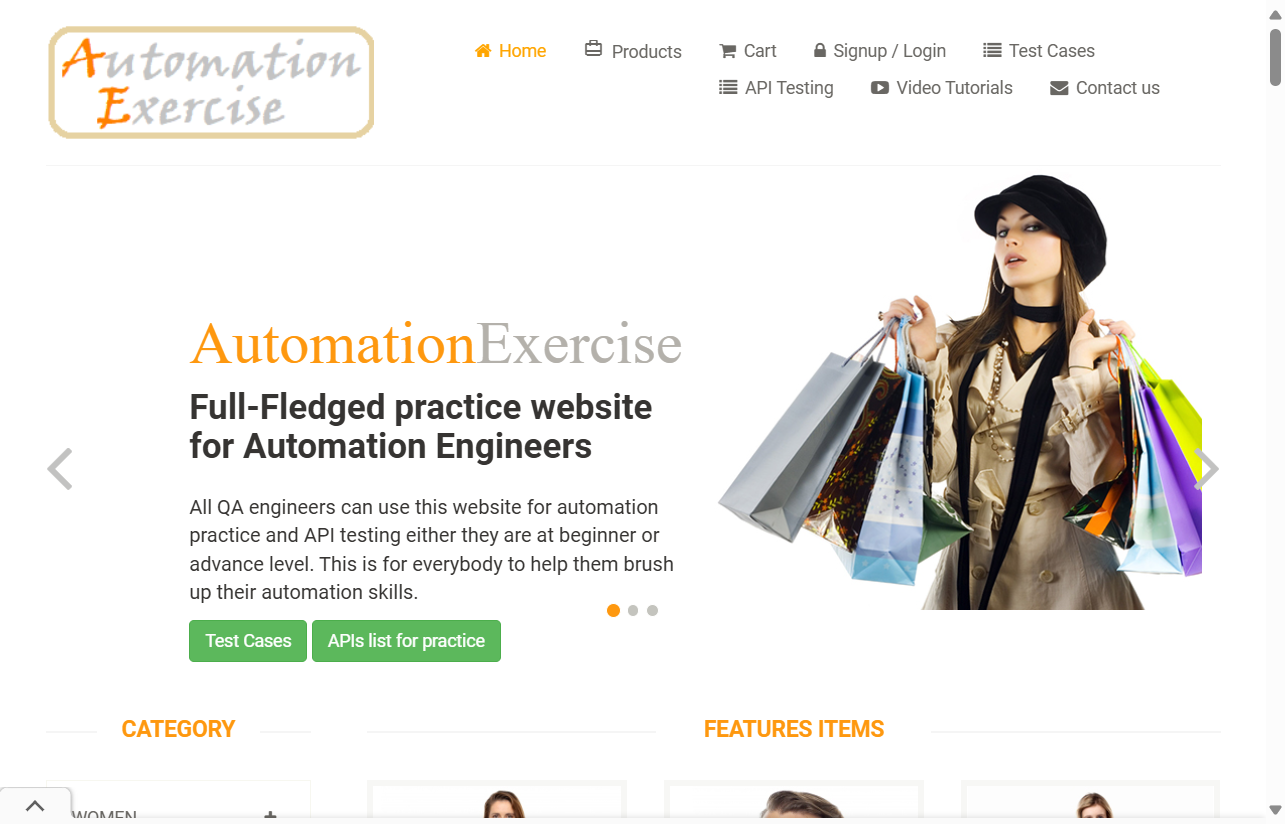 Automation
Exercise
Home
Products
Cart
Signup / Login
Test Cases
API Testing
Video Tutorials
Contact us
AutomationExercise
Full-Fledged practice website
for Automation Engineers
All QA engineers can use this website for automation
practice and API testing either they are at beginner or
advance level. This is for everybody to help them brush
up their automation skills.
Test Cases
APIs list for practice
CATEGORY
FEATURES ITEMS
WOMEN